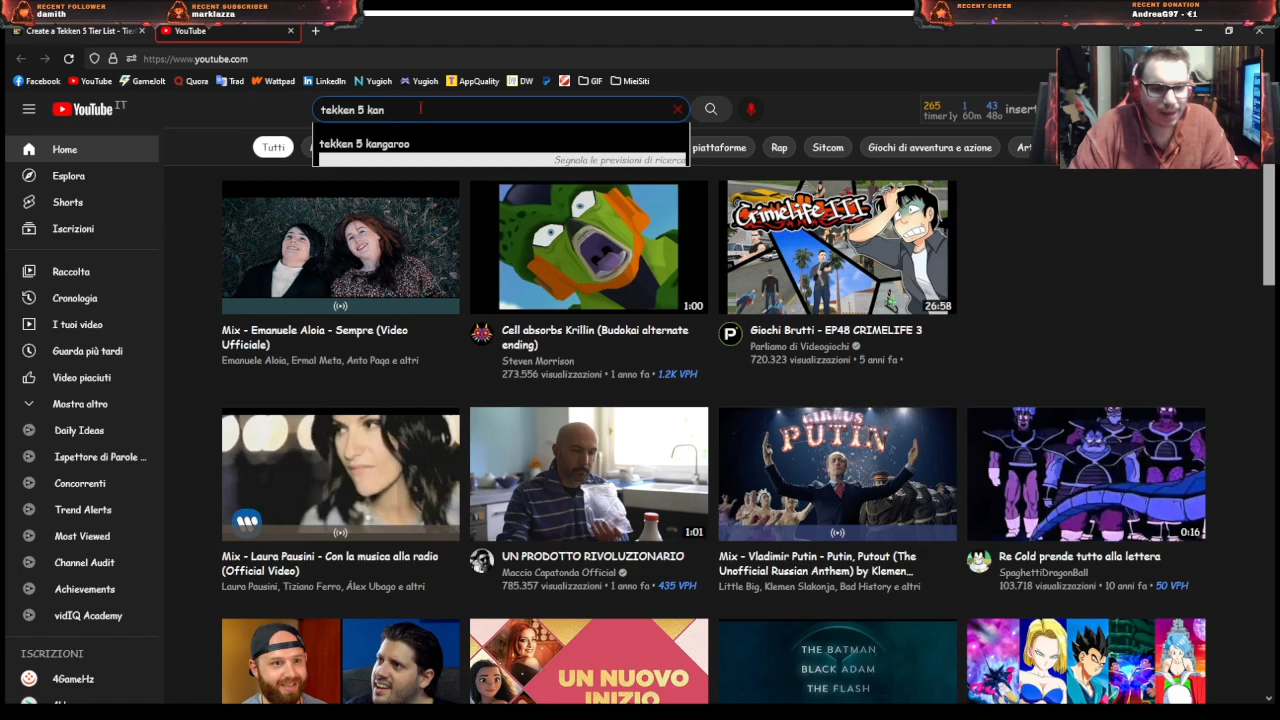 RECENT FOLLOWER
damith
RECENT SUBSCRIBER
marklazza
RECENT CHEER
RECENT DONATION
AndreaG97 - €1
Create a Tekken 5 Tier List - Tier
YouTube
https://www.youtube.com
Facebook YouTube GameJolt Quora Trad Wattpad LinkedIn Yugioh Yugioh AppQuality DW GIF MieiSiti
YouTube IT
tekken 5 kan
265 1 43 insert
timer1y 60m 48o
tekken 5 kangaroo
Segnala le previsioni di ricerca
Tutti
piattaforme
Rap
Sitcom
Giochi di avventura e azione
Art
Home
Esplora
Shorts
Iscrizioni
Raccolta
Cronologia
I tuoi video
Guarda più tardi
Video piaciuti
Mostra altro
Daily Ideas
Ispettore di Parole ...
Concorrenti
Trend Alerts
Most Viewed
Channel Audit
Achievements
vidIQ Academy
ISCRIZIONI
4GameHz
Mix - Emanuele Aloia - Sempre (Video
Ufficiale)
Emanuele Aloia, Ermal Meta, Anto Paga e altri
1:00
Cell absorbs Krillin (Budokai alternate
ending)
Steven Morrison
273.556 visualizzazioni • 1 anno fa • 1.2K VPH
CrimeLife III
26:58
Giochi Brutti - EP48 CRIMELIFE 3
Parliamo di Videogiochi
720.323 visualizzazioni • 5 anni fa •
Mix - Laura Pausini - Con la musica alla radio
(Official Video)
Laura Pausini, Tiziano Ferro, Álex Ubago e altri
1:01
UN PRODOTTO RIVOLUZIONARIO
Maccio Capatonda Official
785.357 visualizzazioni • 1 anno fa • 435 VPH
CIRCUS
PUTIN
Mix - Vladimir Putin - Putin, Putout (The
Unofficial Russian Anthem) by Klemen...
Little Big, Klemen Slakonja, Bad History e altri
0:16
Re Cold prende tutto alla lettera
SpaghettiDragonBall
103.718 visualizzazioni • 10 anni fa • 50 VPH
UN NUOVO
INIZIO
THE BATMAN
BLACK ADAM
THE FLASH